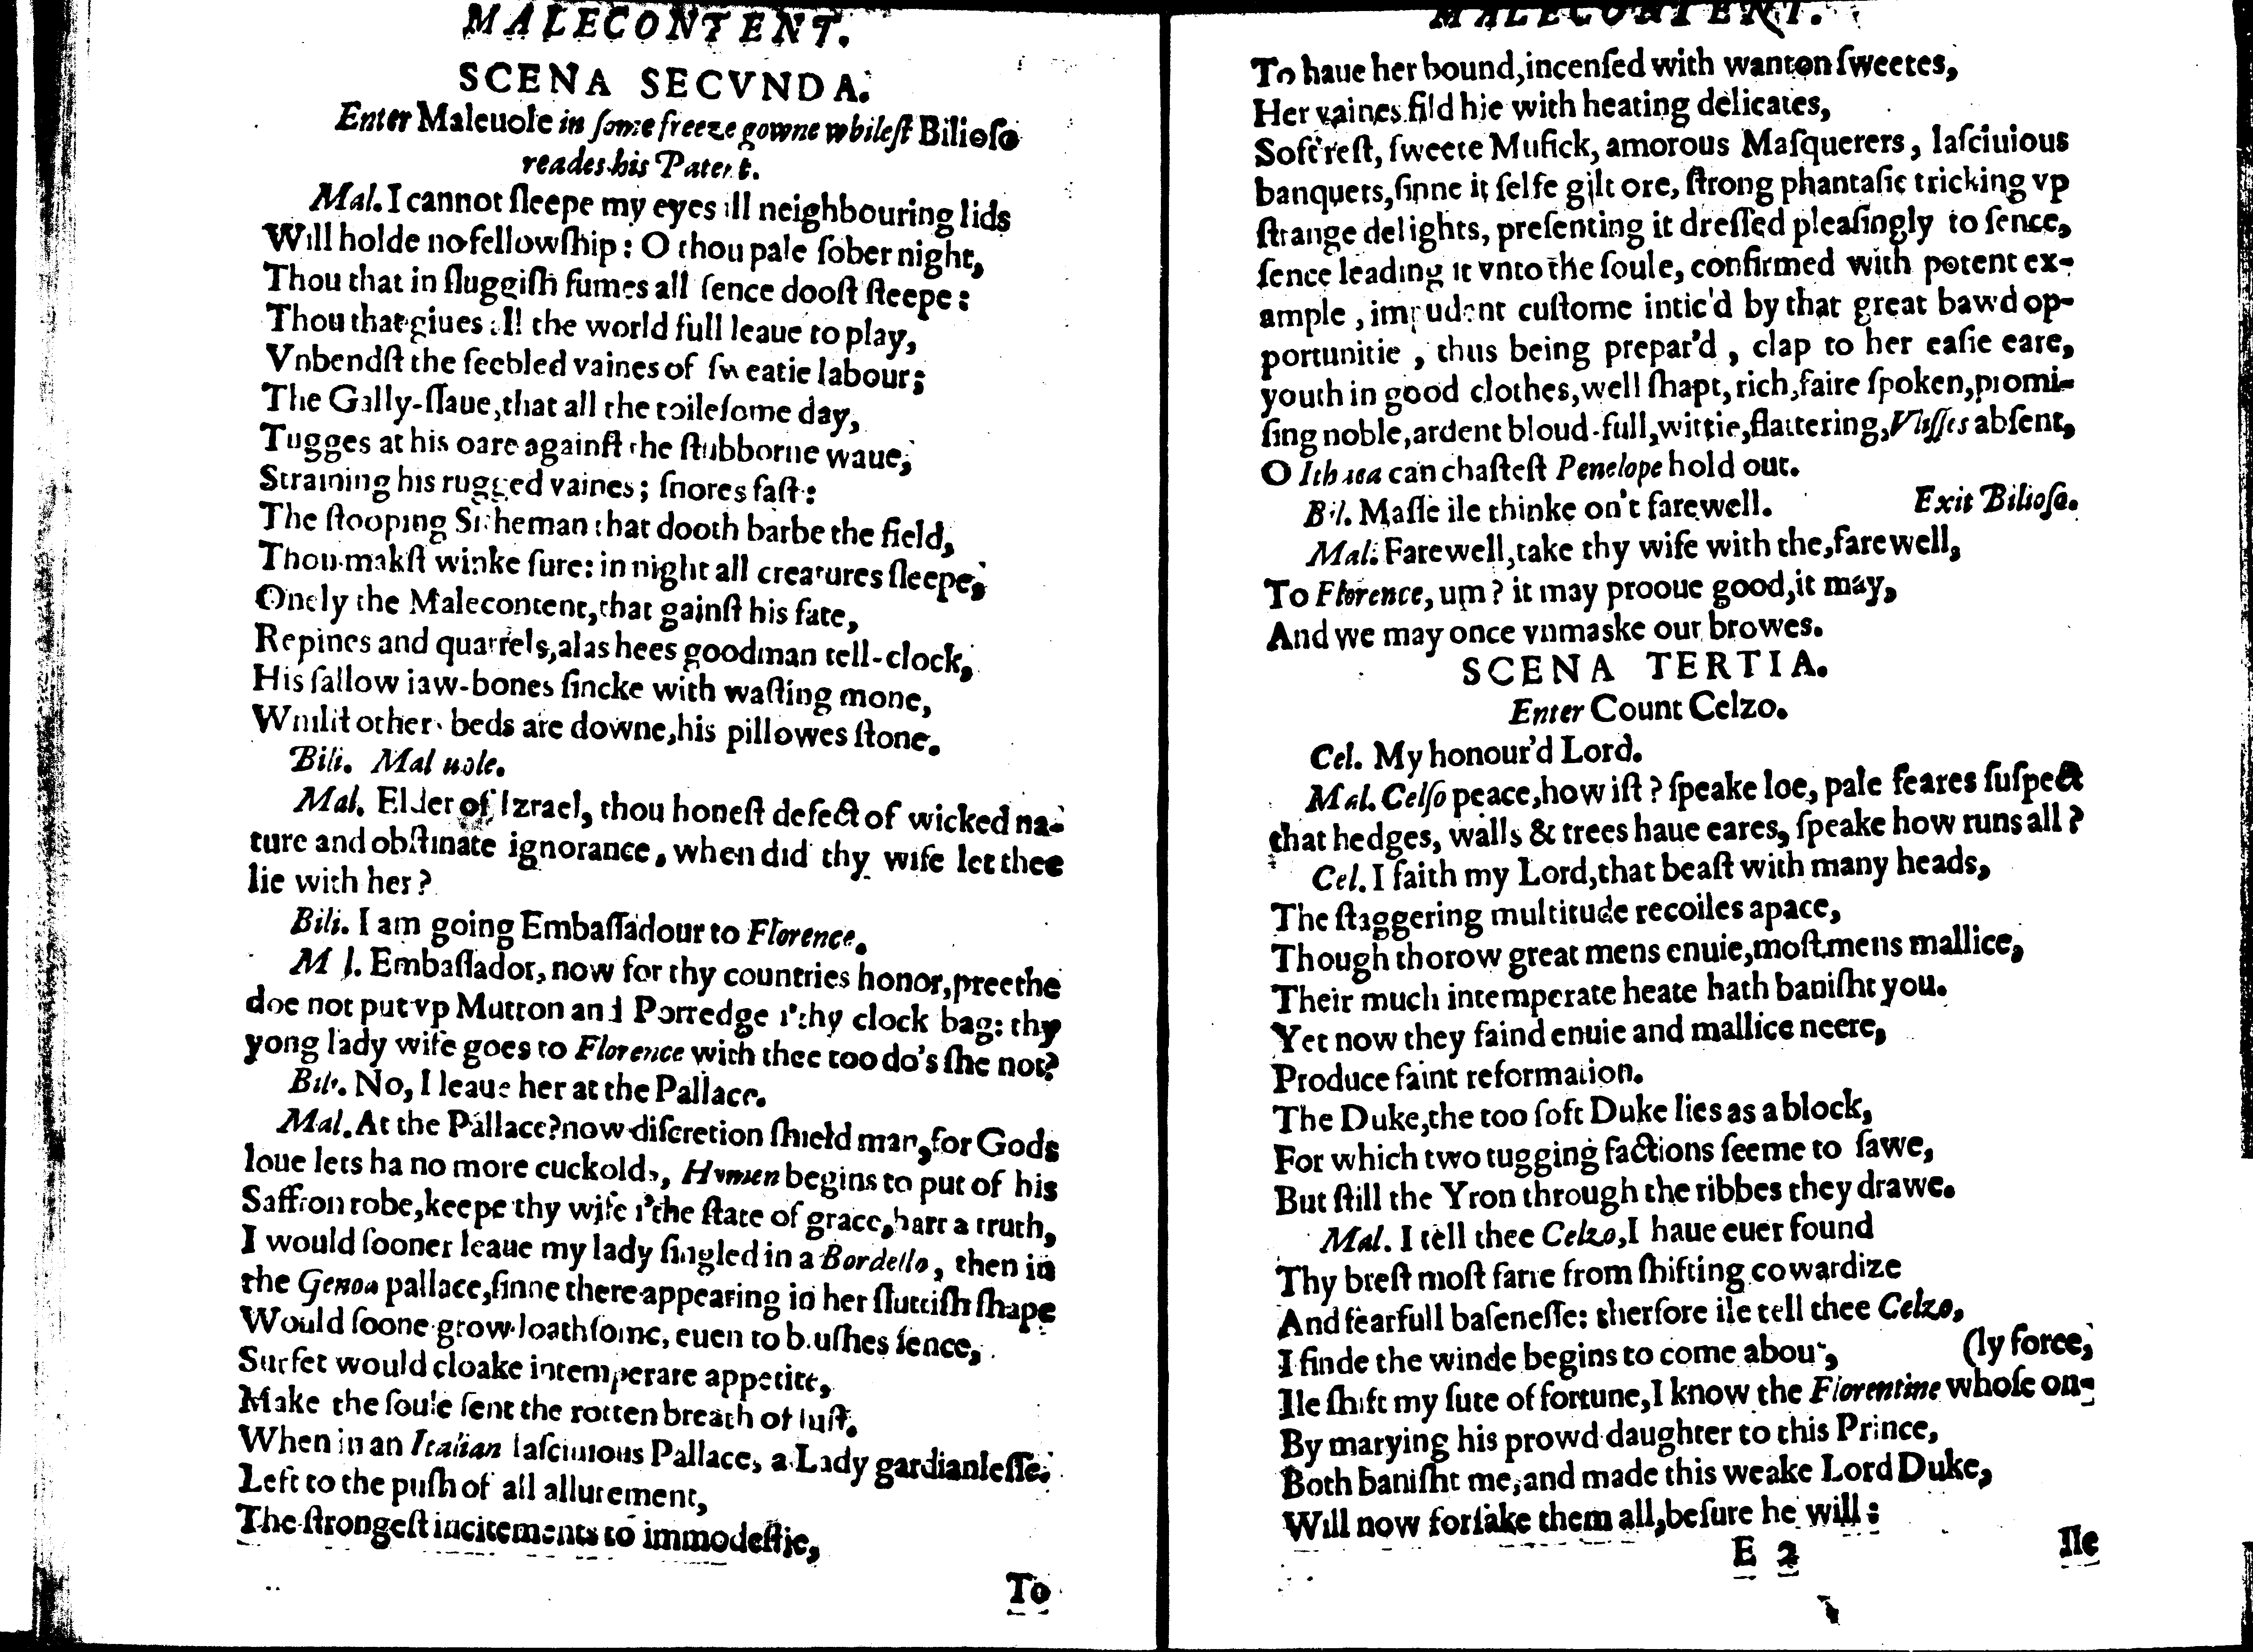 MALECONTENT.
SCENA SECVNDA.
Enter Maleuole in ſome freeze gowne whileſt Bilioſo
reades his Patent.
Mal. I cannot ſleepe my eyes ill neighbouring lids
Will holde no fellowſhip: O thou pale ſober night,
Thou that in ſluggiſh fumes all ſence dooſt ſteepe:
Thou that giues all the world full leaue to play,
Vnbendſt the feebled vaines of ſweatie labour;
The Gally-ſlaue, that all the toileſome day,
Tugges at his oare againſt the ſtubborne waue,
Straining his rugged vaines; ſnores faſt:
The ſtooping Sitheman that dooth barbe the field,
Thou makſt winke ſure: in night all creatures ſleepe,
Onely the Malecontent, that gainſt his fate,
Repines and quarrels, alas hees goodman tell-clock,
His ſallow iaw-bones ſincke with waſting mone,
Whilſt others beds are downe, his pillowes ſtone.
Bili. Maleuole.
Mal. Elder of Izrael, thou honeſt defect of wicked na-
ture and obſtinate ignorance, when did thy wife let thee
lie with her?
Bili. I am going Embaſſadour to Florence.
Mal. Embaſſador, now for thy countries honor, preethe
doe not put vp Mutton and Porredge i'thy clock bag: thy
yong lady wife goes to Florence with thee too do's ſhe not?
Bili. No, I leaue her at the Pallace.
Mal. At the Pallace? now diſcretion ſhield man, for Gods
loue lets ha no more cuckolds, Hymen begins to put of his
Saffron robe, keepe thy wife i'the ſtate of grace, hart a truth,
I would ſooner leaue my lady ſingled in a Bordello, then in
the Genoa pallace, ſinne there appearing in her ſluttiſh ſhape
Would ſoone grow loathſome, euen to bluſhes ſence,
Surfet would cloake intemperate appetite,
Make the ſoule ſent the rotten breath of luſt.
When in an Italian laſciuious Pallace, a Lady gardianleſſe.
Left to the puſh of all allurement,
The ſtrongeſt incitements to immodeſtie,
To
MALECONTENT.
To haue her bound, incenſed with wanton ſweetes,
Her vaines fild hie with heating delicates,
Soft reſt, ſweete Muſick, amorous Maſquerers, laſciuious
banquets, ſinne it ſelfe gilt ore, ſtrong phantaſie tricking vp
ſtrange delights, preſenting it dreſſed pleaſingly to ſence,
ſence leading it vnto the ſoule, confirmed with potent ex-
ample, impudent cuſtome intic'd by that great bawd op-
portunitie, thus being prepar'd, clap to her eaſie eare,
youth in good clothes, well ſhapt, rich, faire ſpoken, promi-
ſing noble, ardent bloud-full, wittie, flattering, Vliſſes abſent,
O Ithaca can chaſteſt Penelope hold out.
Bil. Maſſe ile thinke on't farewell. Exit Bilioſa.
Mal. Farewell, take thy wife with the, farewell,
To Florence, um? it may prooue good, it may,
And we may once vnmaske our browes.
SCENA TERTIA.
Enter Count Celzo.
Cel. My honour'd Lord.
Mal. Celſo peace, how iſt? ſpeake loe, pale feares ſuſpect
that hedges, walls & trees haue eares, ſpeake how runs all?
Cel. I faith my Lord, that beaſt with many heads,
The ſtaggering multitude recoiles apace,
Though thorow great mens enuie, moſt mens mallice,
Their much intemperate heate hath baniſht you.
Yet now they faind enuie and mallice neere,
Produce faint reformation.
The Duke, the too ſoft Duke lies as a block,
For which two tugging factions ſeeme to ſawe,
But ſtill the Yron through the ribbes they drawe.
Mal. I tell thee Celzo, I haue euer found
Thy breſt moſt farre from ſhifting cowardize
And fearfull baſeneſſe: therfore ile tell thee Celzo,
I finde the winde begins to come about, (ly force,
Ile ſhift my ſute of fortune, I know the Florentine whoſe on-
By marying his prowd daughter to this Prince,
Both baniſht me, and made this weake Lord Duke,
Will now forſake them all, be ſure he will:
E 2 Ile